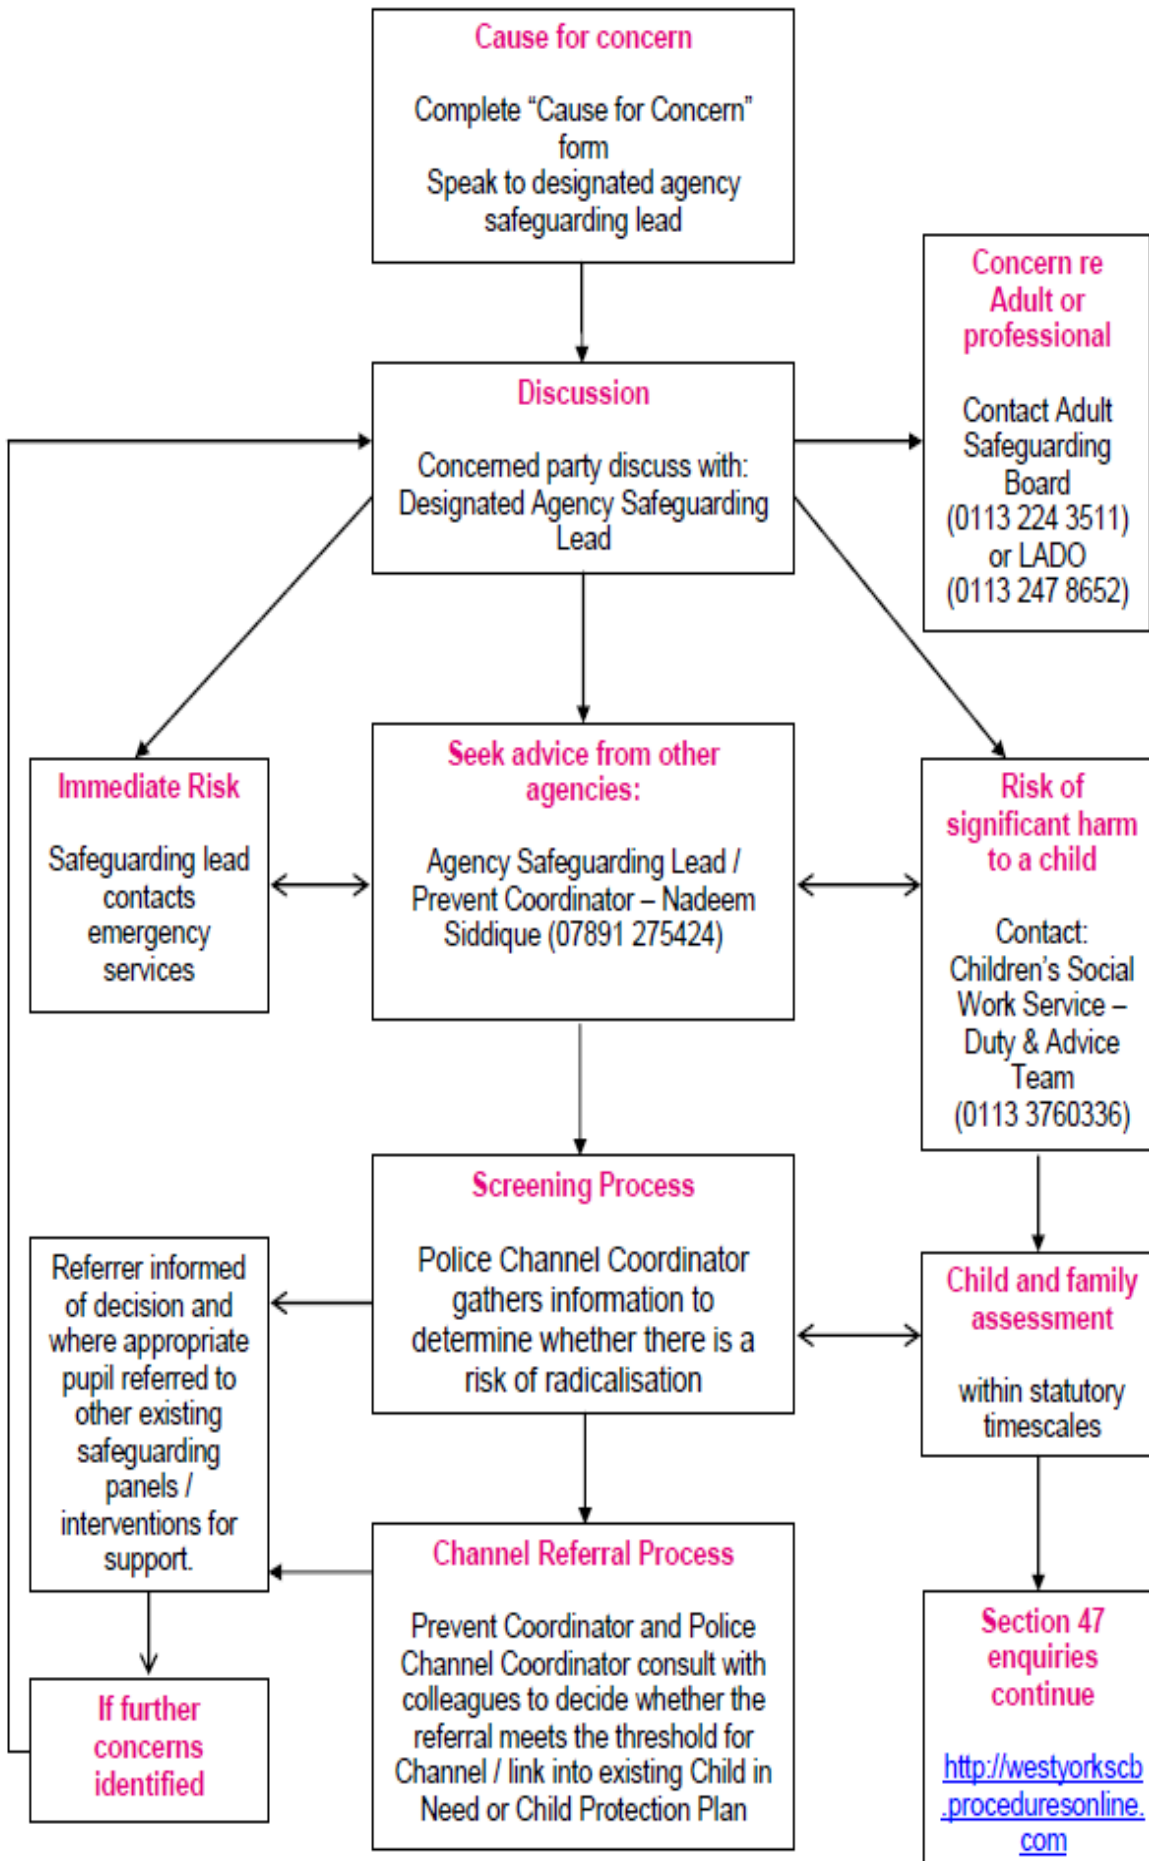 Cause for concern
Complete “Cause for Concern”
form
Speak to designated agency
safeguarding lead
Concern re
Adult or
professional
Contact Adult
Safeguarding
Board
(0113 224 3511)
or LADO
(0113 247 8652)
Discussion
Concerned party discuss with:
Designated Agency Safeguarding
Lead
Immediate Risk
Safeguarding lead
contacts
emergency
services
Seek advice from other
agencies:
Agency Safeguarding Lead /
Prevent Coordinator – Nadeem
Siddique (07891 275424)
Risk of
significant harm
to a child
Contact:
Children’s Social
Work Service –
Duty & Advice
Team
(0113 3760336)
Screening Process
Police Channel Coordinator
gathers information to
determine whether there is a
risk of radicalisation
Referrer informed
of decision and
where appropriate
pupil referred to
other existing
safeguarding
panels /
interventions for
support.
Child and family
assessment
within statutory
timescales
Channel Referral Process
Prevent Coordinator and Police
Channel Coordinator consult with
colleagues to decide whether the
referral meets the threshold for
Channel / link into existing Child in
Need or Child Protection Plan
If further
concerns
identified
Section 47
enquiries
continue
http://westyorkscb
.proceduresonline.
com